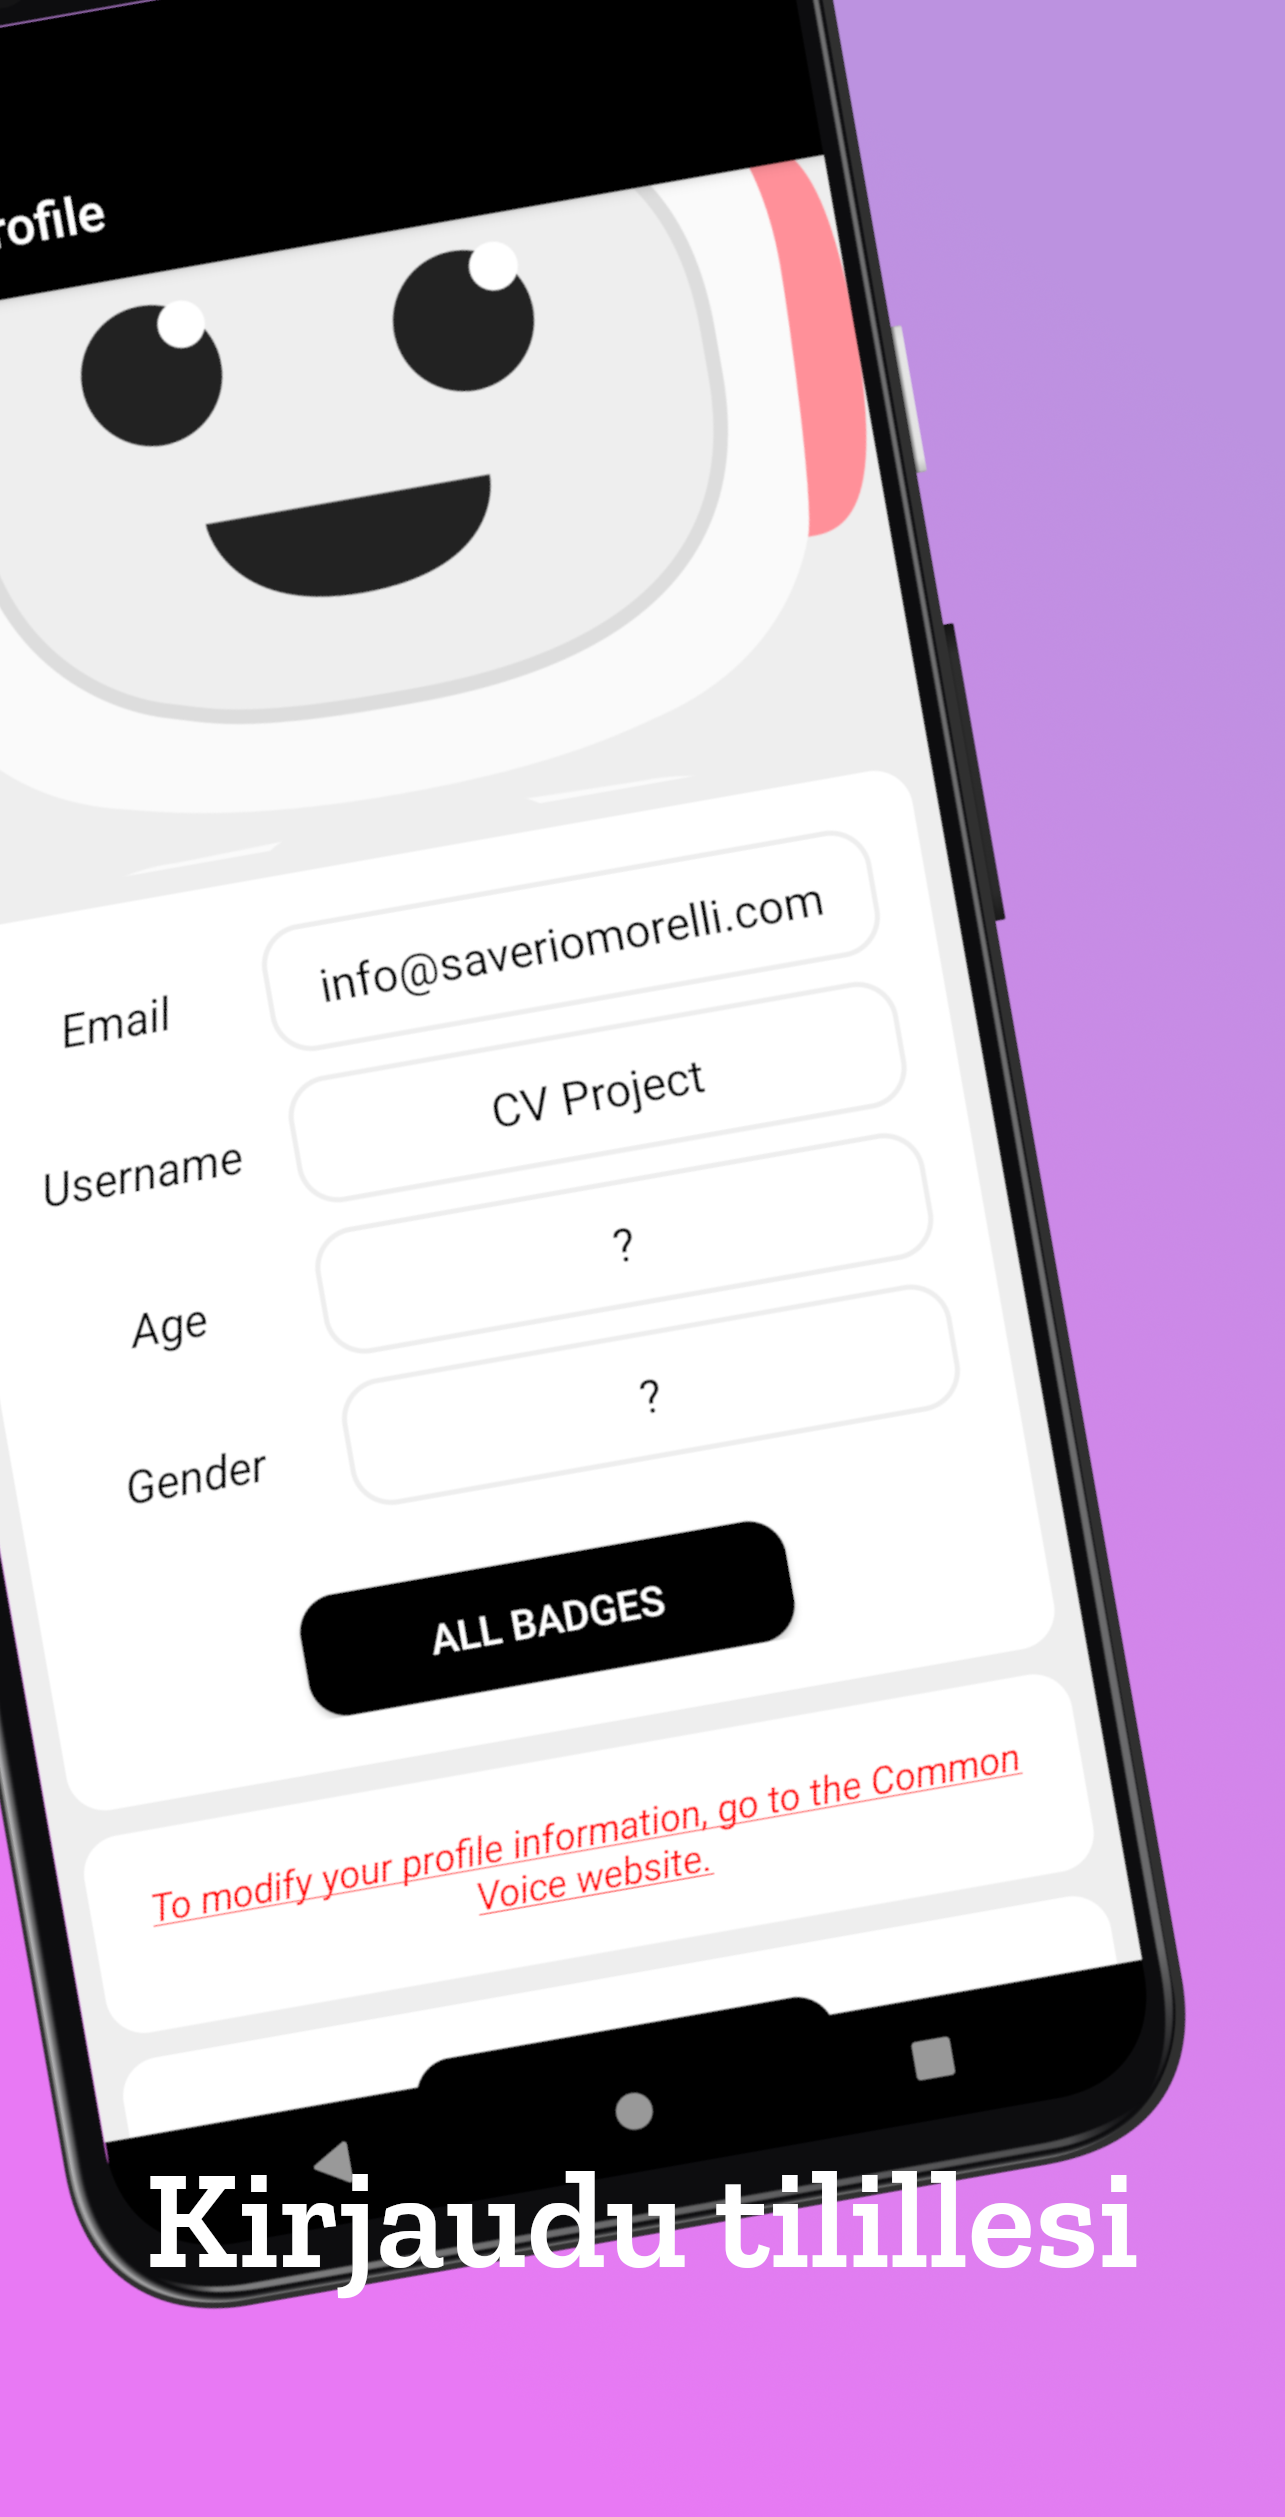 rofile
Email
info@saveriomorelli.com
Username
CV Project
Age
?
Gender
?
ALL BADGES
To modify your profile information, go to the Common
Voice website.
Kirjaudu tilillesi